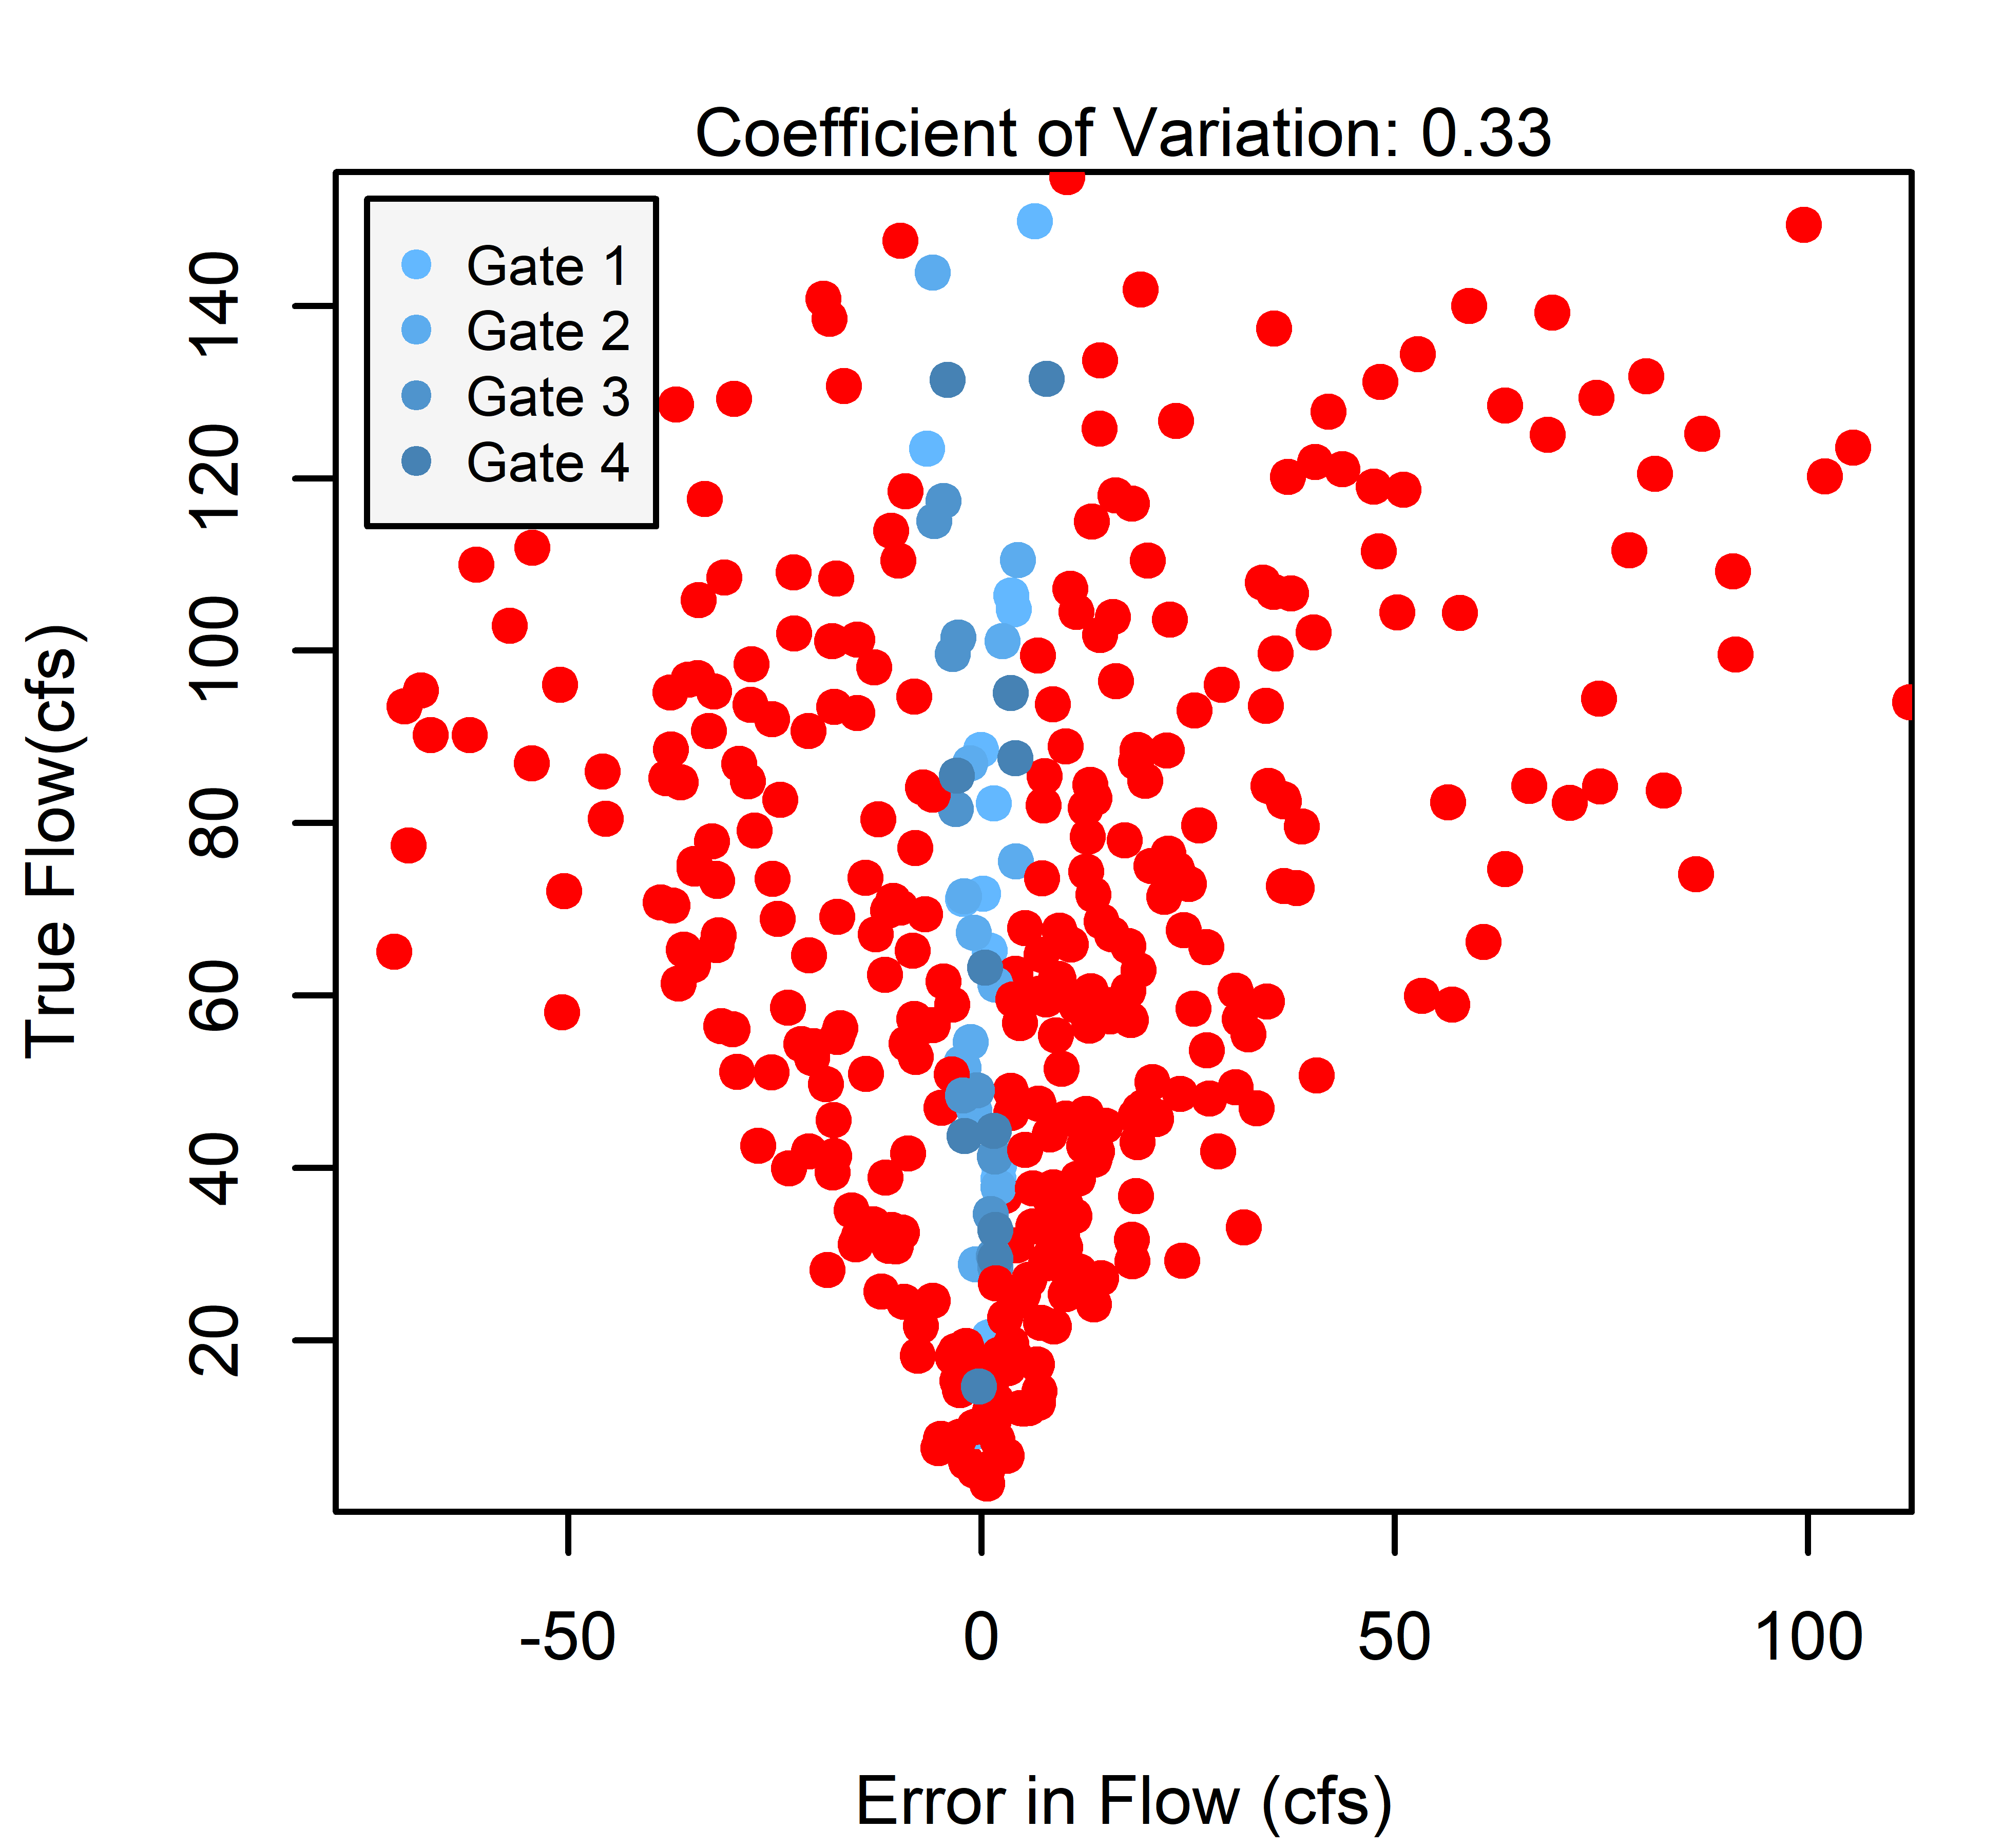 Coefficient of Variation: 0.33
Gate 1
Gate 2
Gate 3
Gate 4
True Flow(cfs)
140
120
100
80
60
40
20
-50 0 50 100
Error in Flow (cfs)